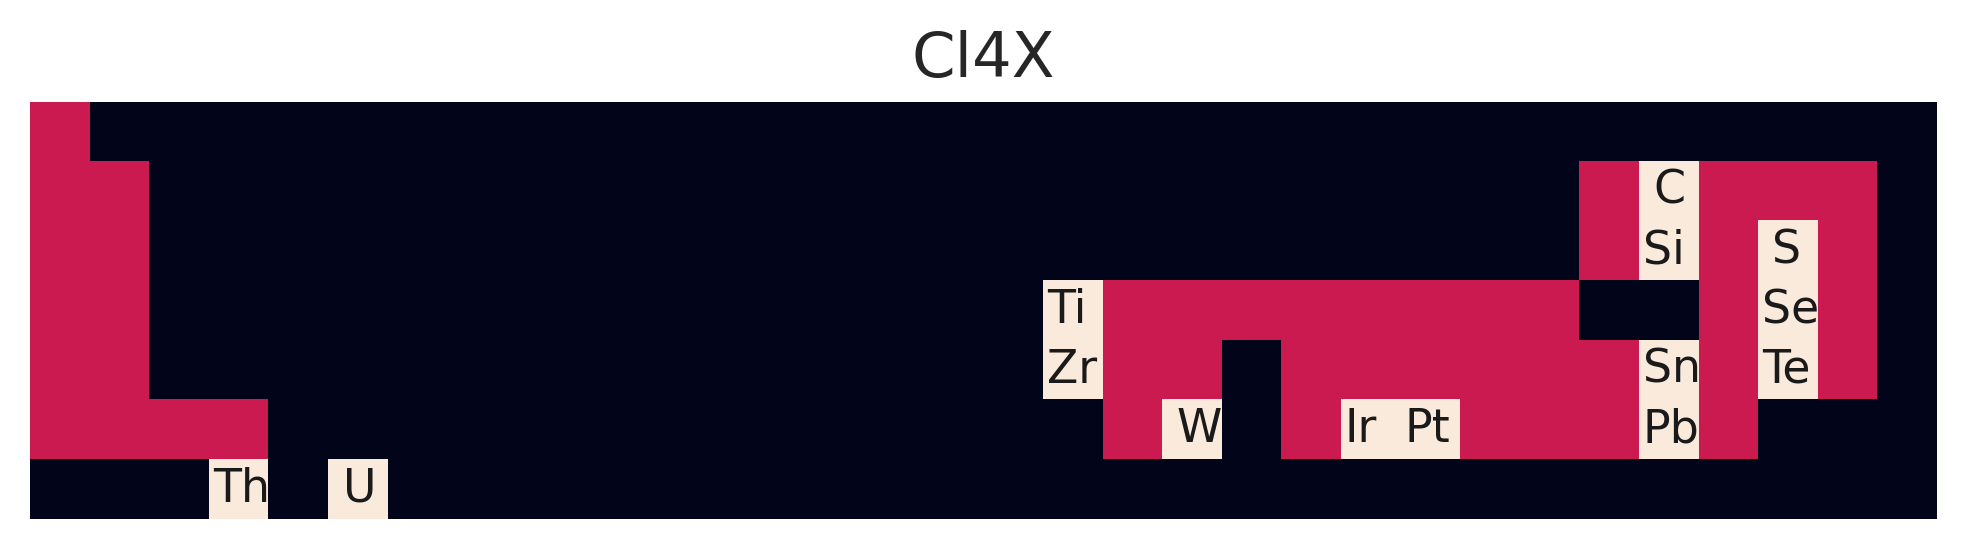 Cl4X
C
Si S
Ti Se
Zr Sn Te
W Ir Pt Pb
Th U